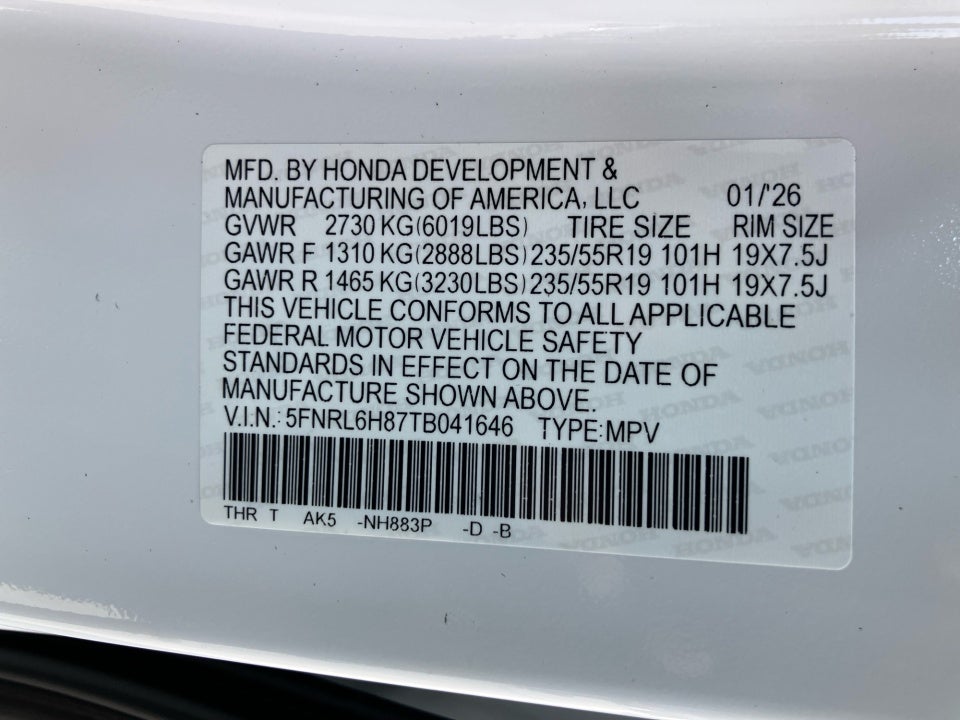 MFD. BY HONDA DEVELOPMENT &
MANUFACTURING OF AMERICA, LLC 01/'26
GVWR 2730 KG(6019LBS) TIRE SIZE RIM SIZE
GAWR F 1310 KG(2888LBS)235/55R19 101H 19X7.5J
GAWR R 1465 KG(3230LBS)235/55R19 101H 19X7.5J
THIS VEHICLE CONFORMS TO ALL APPLICABLE
FEDERAL MOTOR VEHICLE SAFETY
STANDARDS IN EFFECT ON THE DATE OF
MANUFACTURE SHOWN ABOVE.
V.I.N.: 5FNRL6H87TB041646 TYPE:MPV
THR T AK5 -NH883P -D -B